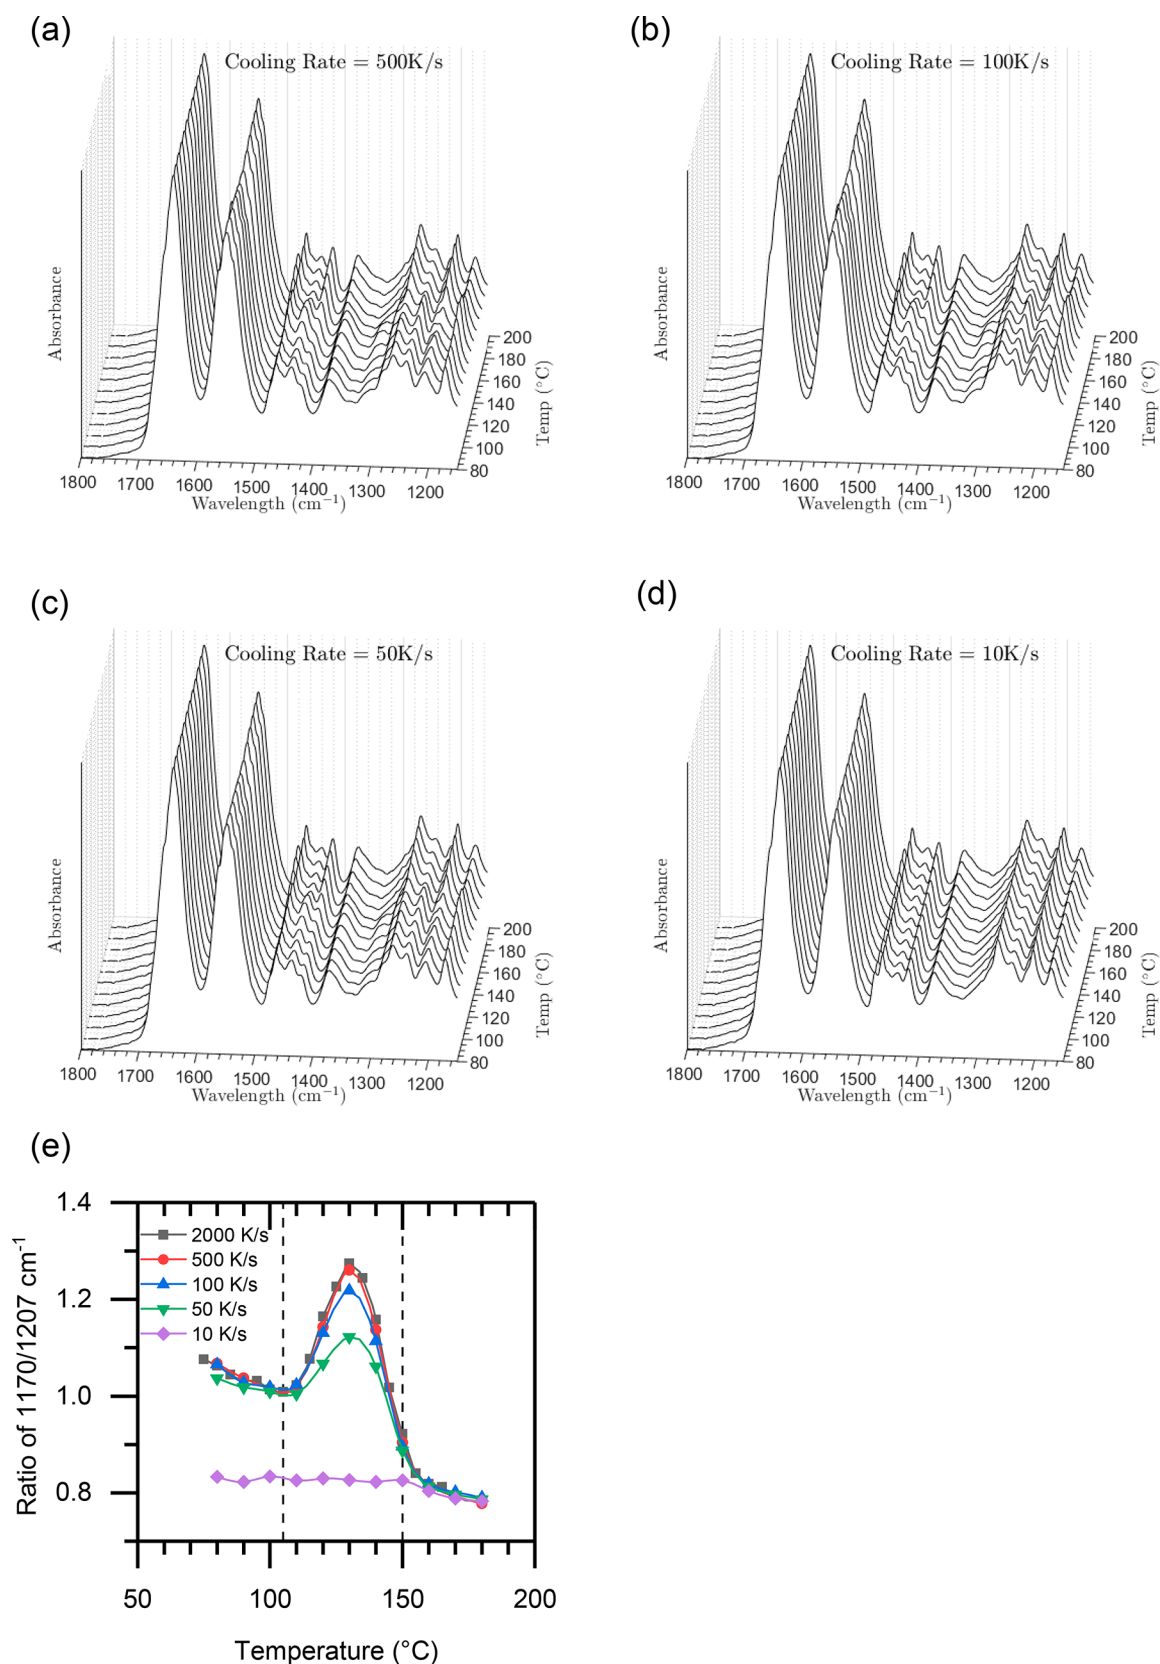 (a)
Cooling Rate = 500K/s
Absorbance
200
180
160
140
120
100
80
Temp (°C)
1800 1700 1600 1500 1400 1300 1200
Wavelength (cm⁻¹)
(b)
Cooling Rate = 100K/s
Absorbance
200
180
160
140
120
100
80
Temp (°C)
1800 1700 1600 1500 1400 1300 1200
Wavelength (cm⁻¹)
(c)
Cooling Rate = 50K/s
Absorbance
200
180
160
140
120
100
80
Temp (°C)
1800 1700 1600 1500 1400 1300 1200
Wavelength (cm⁻¹)
(d)
Cooling Rate = 10K/s
Absorbance
200
180
160
140
120
100
80
Temp (°C)
1800 1700 1600 1500 1400 1300 1200
Wavelength (cm⁻¹)
(e)
Ratio of 1170/1207 cm⁻¹
1.4
1.2
1.0
0.8
2000 K/s
500 K/s
100 K/s
50 K/s
10 K/s
50 100 150 200
Temperature (°C)